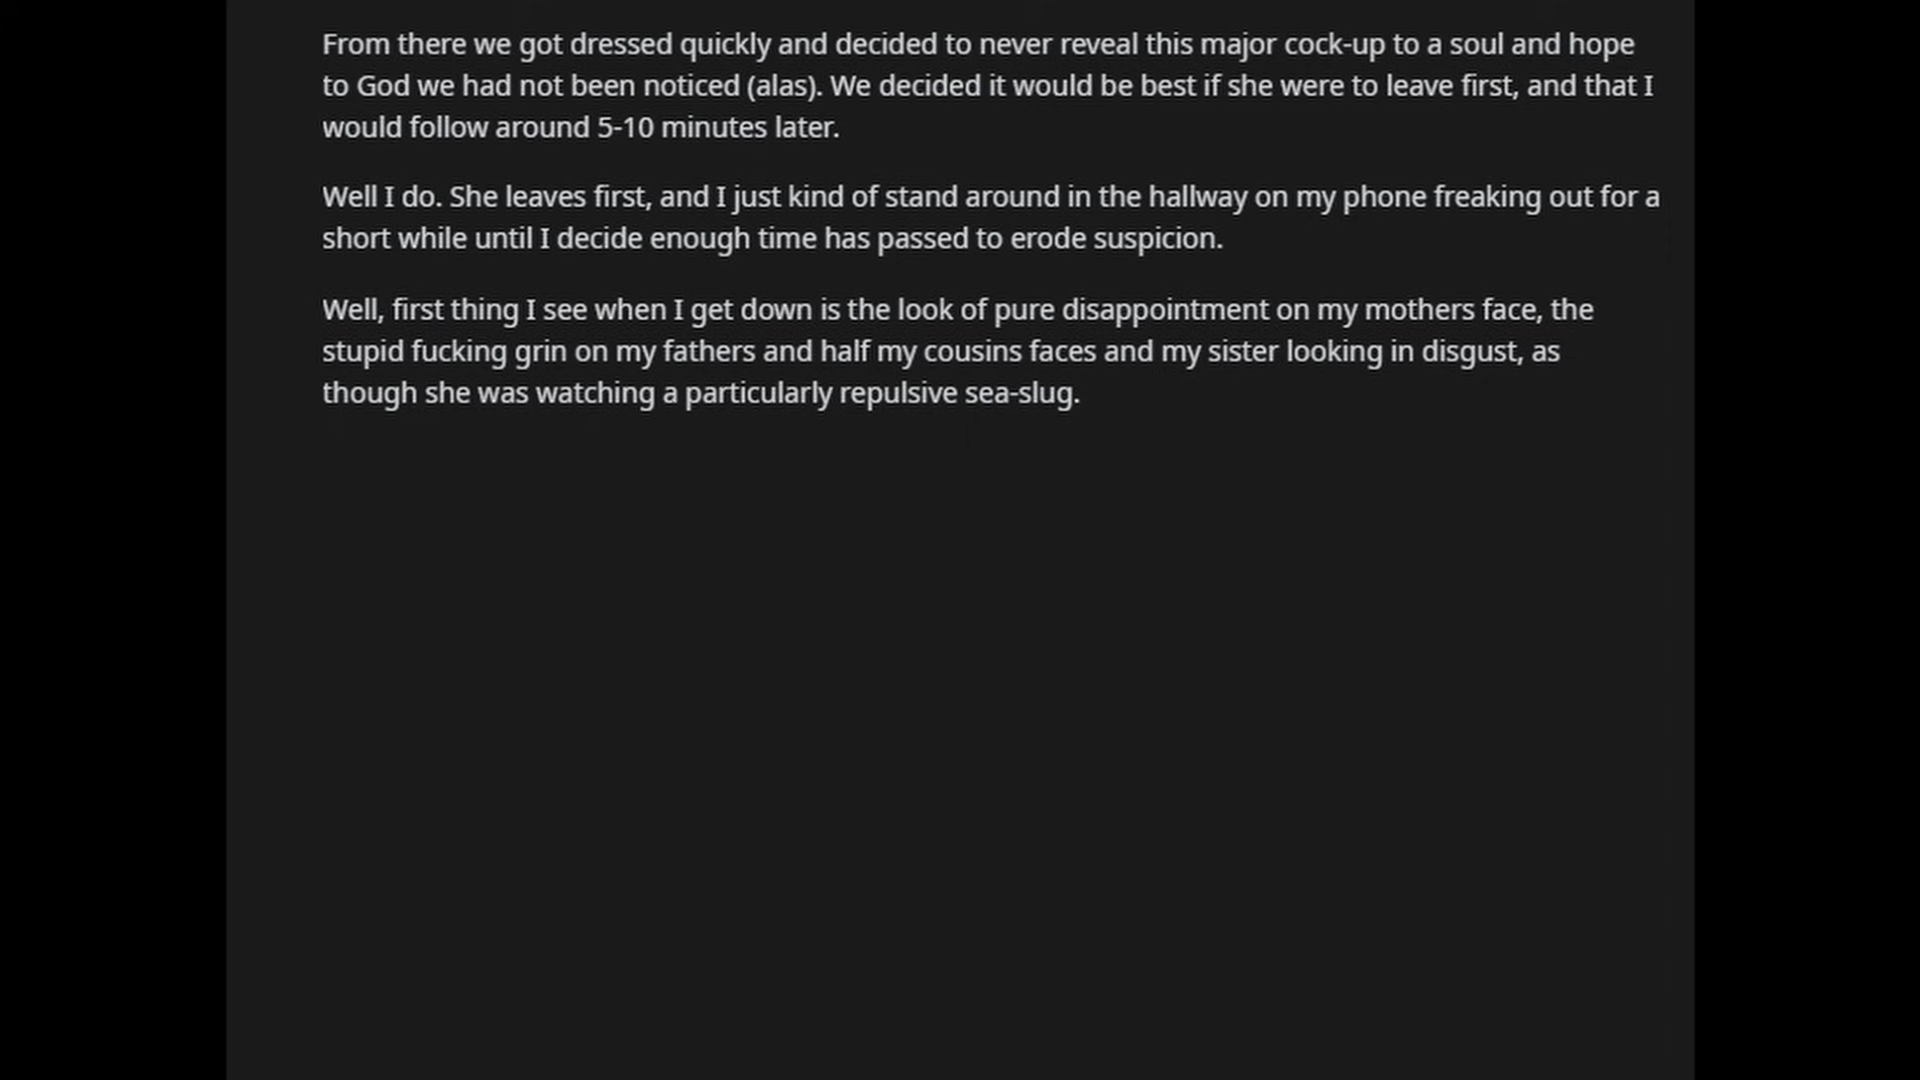 From there we got dressed quickly and decided to never reveal this major cock-up to a soul and hope
to God we had not been noticed (alas). We decided it would be best if she were to leave first, and that I
would follow around 5-10 minutes later.
Well I do. She leaves first, and I just kind of stand around in the hallway on my phone freaking out for a
short while until I decide enough time has passed to erode suspicion.
Well, first thing I see when I get down is the look of pure disappointment on my mothers face, the
stupid fucking grin on my fathers and half my cousins faces and my sister looking in disgust, as
though she was watching a particularly repulsive sea-slug.